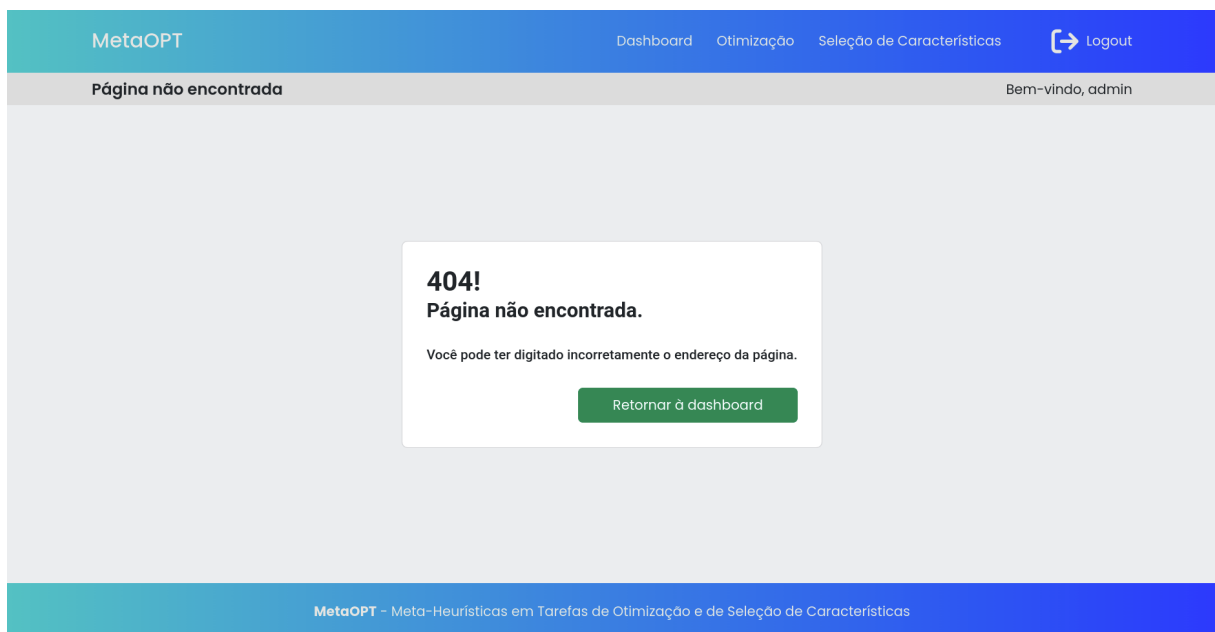 MetaOPT Dashboard Otimização Seleção de Características Logout
Página não encontrada Bem-vindo, admin
404!
Página não encontrada.
Você pode ter digitado incorretamente o endereço da página.
Retornar à dashboard
MetaOPT - Meta-Heurísticas em Tarefas de Otimização e de Seleção de Características